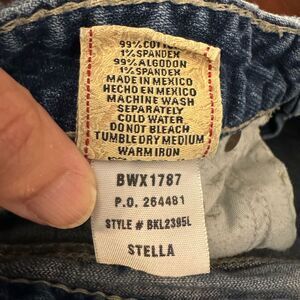 99% COTTON
1% SPANDEX
99% ALGODON
1% SPANDEX
MADE IN MEXICO
HECHO EN MEXICO
MACHINE WASH
SEPARATELY
COLD WATER
DO NOT BLEACH
TUMBLE DRY MEDIUM
WARM IRON
BWX1787
P.O. 264481
STYLE # BKL2395L
STELLA